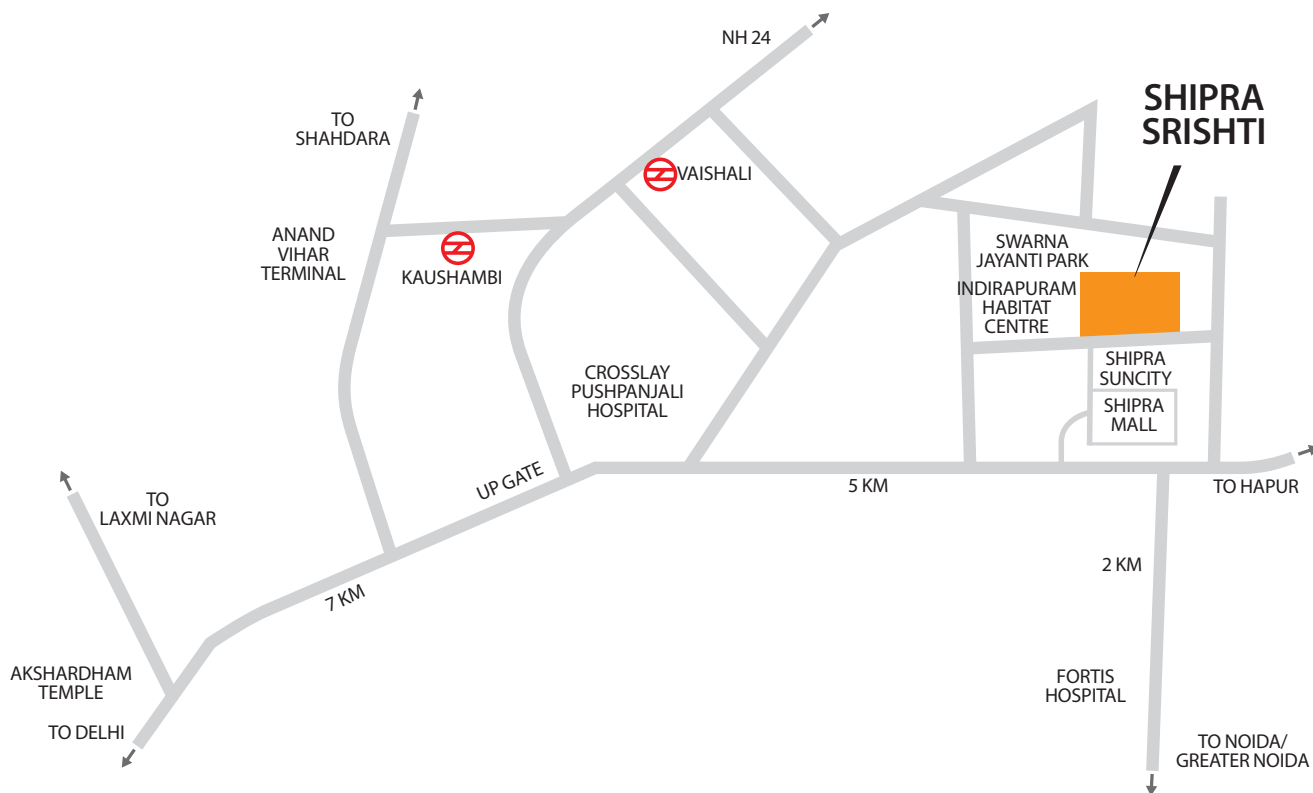 NH 24
SHIPRA
SRISHTI
TO
SHAHDARA
VAISHALI
ANAND
VIHAR
TERMINAL
KAUSHAMBI
SWARNA
JAYANTI PARK
INDIRAPURAM
HABITAT
CENTRE
CROSSLAY
PUSHPANJALI
HOSPITAL
SHIPRA
SUNCITY
SHIPRA
MALL
UP GATE
5 KM
TO HAPUR
TO
LAXMI NAGAR
2 KM
7 KM
AKSHARDHAM
TEMPLE
FORTIS
HOSPITAL
TO DELHI
TO NOIDA/
GREATER NOIDA